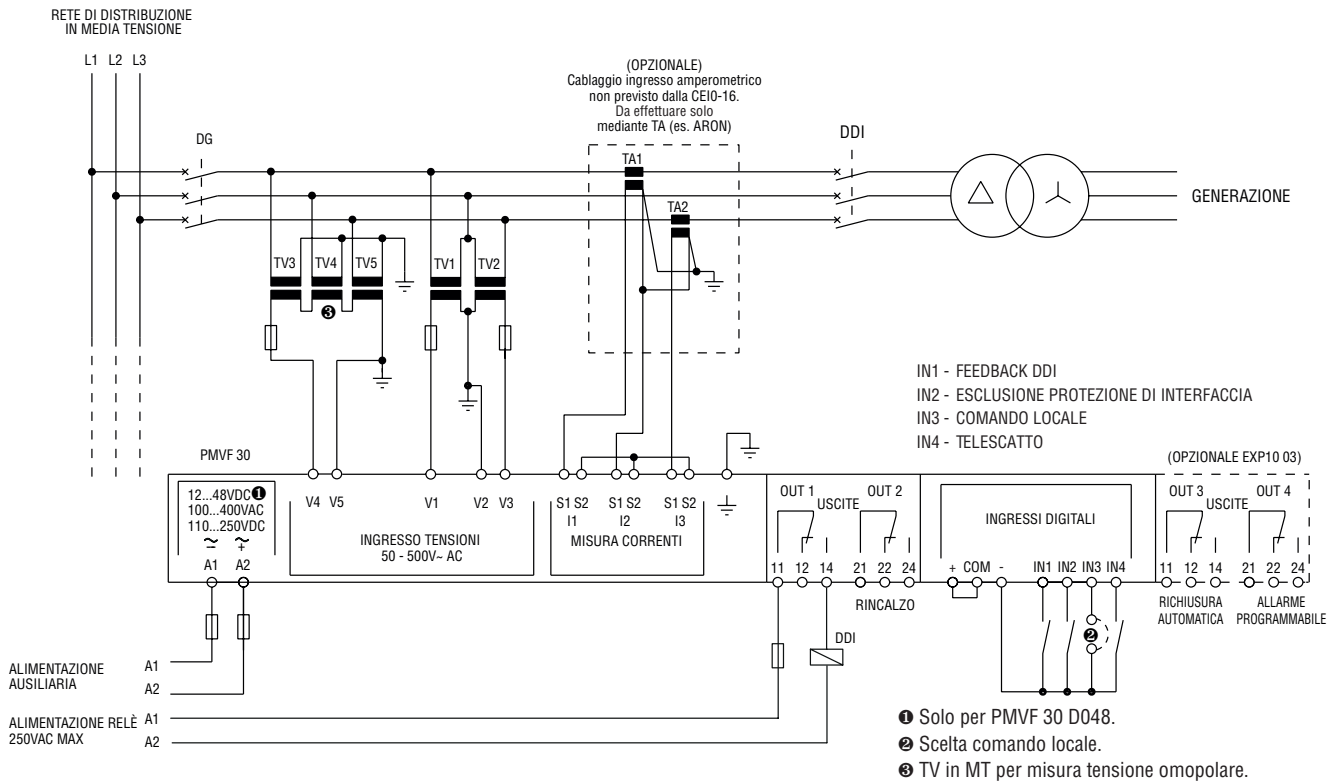 RETE DI DISTRIBUZIONE
IN MEDIA TENSIONE
L1 L2 L3
(OPZIONALE)
Cablaggio ingresso amperometrico
non previsto dalla CEI0-16.
Da effettuare solo
mediante TA (es. ARON)
DG
DDI
TA1
TA2
GENERAZIONE
TV3 TV4 TV5 TV1 TV2
❸
IN1 - FEEDBACK DDI
IN2 - ESCLUSIONE PROTEZIONE DI INTERFACCIA
IN3 - COMANDO LOCALE
IN4 - TELESCATTO
PMVF 30
(OPZIONALE EXP10 03)
12...48VDC❶
100...400VAC
110...250VDC
~ ~
− +
A1 A2
V4 V5 V1 V2 V3
INGRESSO TENSIONI
50 - 500V~ AC
S1 S2 S1 S2 S1 S2
I1 I2 I3
MISURA CORRENTI
OUT 1 USCITE OUT 2
11 12 14 21 22 24
RINCALZO
INGRESSI DIGITALI
+ COM - IN1 IN2 IN3 IN4
OUT 3 USCITE OUT 4
11 12 14 21 22 24
RICHIUSURA
AUTOMATICA
ALLARME
PROGRAMMABILE
❷
DDI
ALIMENTAZIONE
AUSILIARIA
A1
A2
ALIMENTAZIONE RELÈ
250VAC MAX
A1
A2
❶ Solo per PMVF 30 D048.
❷ Scelta comando locale.
❸ TV in MT per misura tensione omopolare.